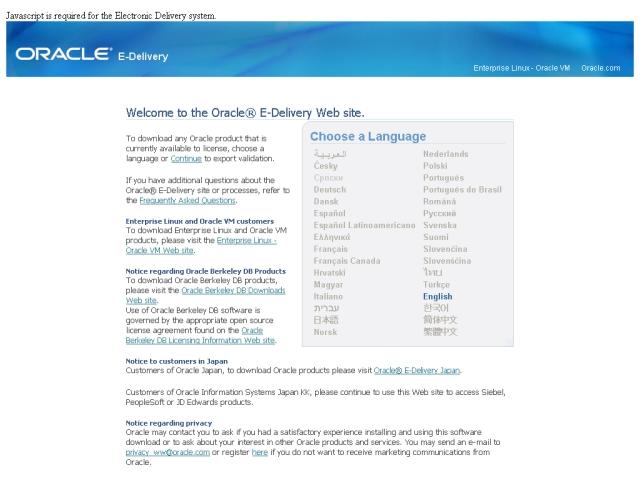 Javascript is required for the Electronic Delivery system.
ORACLE® E-Delivery
Enterprise Linux - Oracle VM Oracle.com
Welcome to the Oracle® E-Delivery Web site.
To download any Oracle product that is
currently available to license, choose a
language or Continue to export validation.
If you have additional questions about the
Oracle® E-Delivery site or processes, refer to
the Frequently Asked Questions.
Enterprise Linux and Oracle VM customers
To download Enterprise Linux and Oracle VM
products, please visit the Enterprise Linux -
Oracle VM Web site.
Notice regarding Oracle Berkeley DB Products
To download Oracle Berkeley DB products,
please visit the Oracle Berkeley DB Downloads
Web site.
Use of Oracle Berkeley DB software is
governed by the appropriate open source
license agreement found on the Oracle
Berkeley DB Licensing Information Web site.
Choose a Language
العربية Nederlands
Česky Polski
Српски Português
Deutsch Português do Brasil
Dansk Română
Español Русский
Español Latinoamericano Svenska
Ελληνικά Suomi
Français Slovenčina
Français Canada Slovenščina
Hrvatski ไทย
Magyar Türkçe
Italiano English
עברית 한국어
日本語 简体中文
Norsk 繁體中文
Notice to customers in Japan
Customers of Oracle Japan, to download Oracle products please visit Oracle® E-Delivery Japan.
Customers of Oracle Information Systems Japan KK, please continue to use this Web site to access Siebel,
PeopleSoft or JD Edwards products.
Notice regarding privacy
Oracle may contact you to ask if you had a satisfactory experience installing and using this software
download or to ask about your interest in other Oracle products and services. You may send an e-mail to
privacy_ww@oracle.com or register here if you do not want to receive marketing communications from
Oracle.